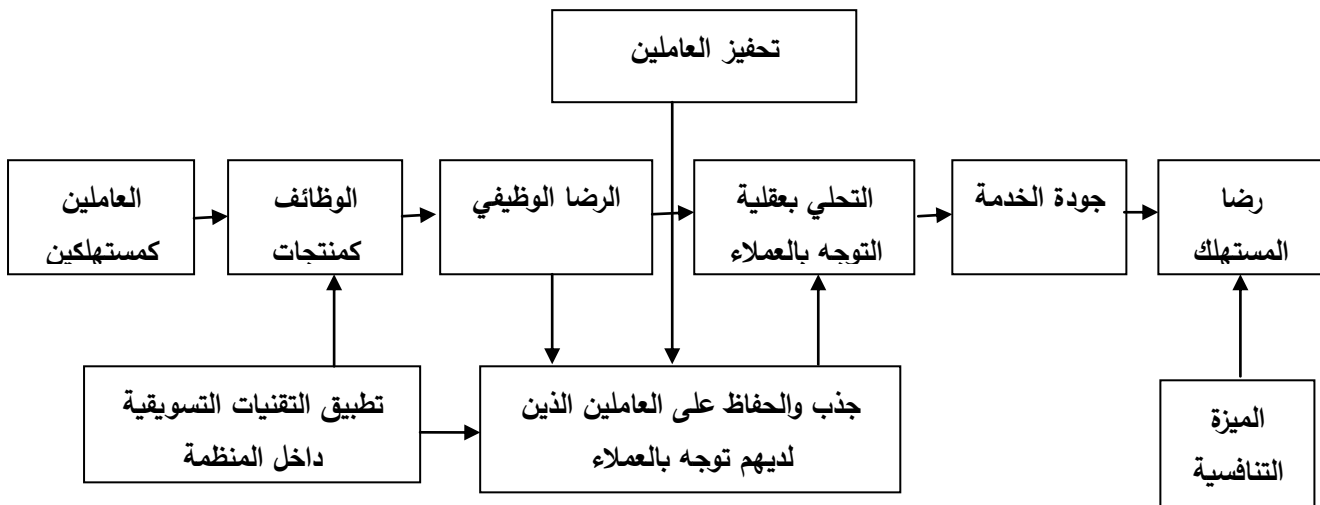 تحفيز العاملين
العاملين
كمستهلكين
الوظائف
كمنتجات
الرضا الوظيفي
التحلي بعقلية
التوجه بالعملاء
جودة الخدمة
رضا
المستهلك
تطبيق التقنيات التسويقية
داخل المنظمة
جذب والحفاظ على العاملين الذين
لديهم توجه بالعملاء
الميزة
التنافسية